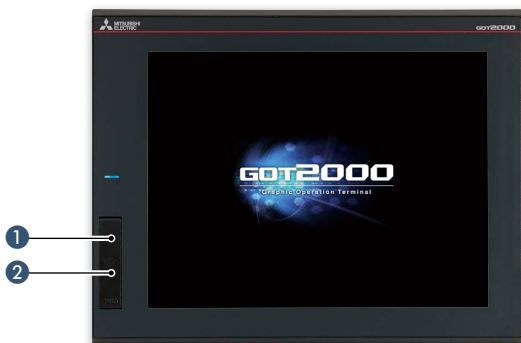 MITSUBISHI
ELECTRIC
GOT2000
GOT2000
Graphic Operation Terminal
1
2